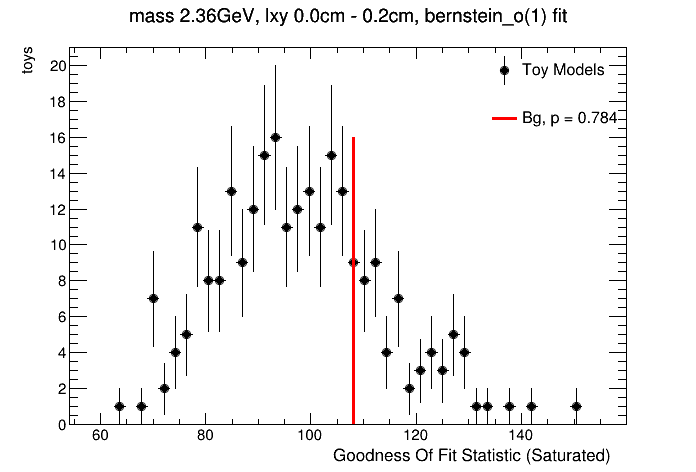 mass 2.36GeV, lxy 0.0cm - 0.2cm, bernstein_o(1) fit
toys
Toy Models
Bg, p = 0.784
20
18
16
14
12
10
8
6
4
2
0
60 80 100 120 140
Goodness Of Fit Statistic (Saturated)